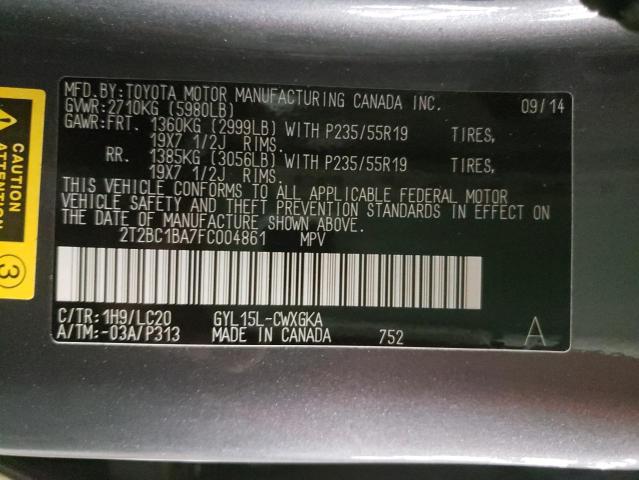 MFD.BY:TOYOTA MOTOR MANUFACTURING CANADA INC. 09/14
GVWR:2710KG (5980LB)
GAWR:FRT. 1360KG (2999LB) WITH P235/55R19 TIRES,
19X7 1/2J RIMS.
RR. 1385KG (3056LB) WITH P235/55R19 TIRES,
19X7 1/2J RIMS.
THIS VEHICLE CONFORMS TO ALL APPLICABLE FEDERAL MOTOR
VEHICLE SAFETY AND THEFT PREVENTION STANDARDS IN EFFECT ON
THE DATE OF MANUFACTURE SHOWN ABOVE.
2T2BC1BA7FC004861 MPV
C/TR:1H9/LC20 GYL15L-CWXGKA
A/TM:-03A/P313 MADE IN CANADA 752 A
CAUTION
ATTENTION
3